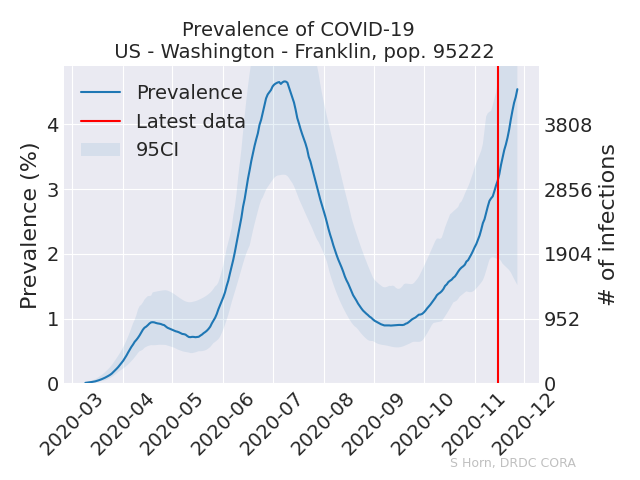 Prevalence of COVID-19
US - Washington - Franklin, pop. 95222
Prevalence
Latest data
95CI
Prevalence (%)
4
3
2
1
0
3808
2856
1904
952
0
# of infections
2020-03
2020-04
2020-05
2020-06
2020-07
2020-08
2020-09
2020-10
2020-11
2020-12
S Horn, DRDC CORA